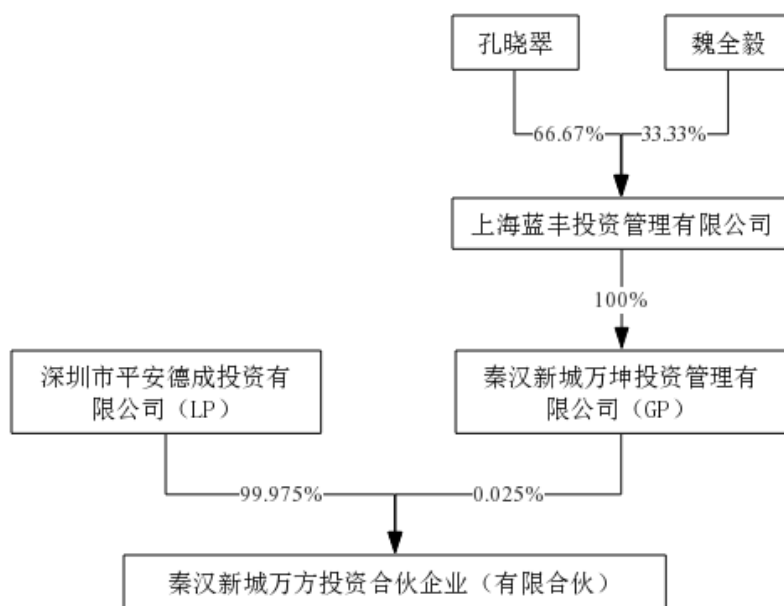 孔晓翠
魏全毅
66.67%
33.33%
上海蓝丰投资管理有限公司
100%
深圳市平安德成投资有
限公司（LP）
秦汉新城万坤投资管理有
限公司（GP）
99.975%
0.025%
秦汉新城万方投资合伙企业（有限合伙）